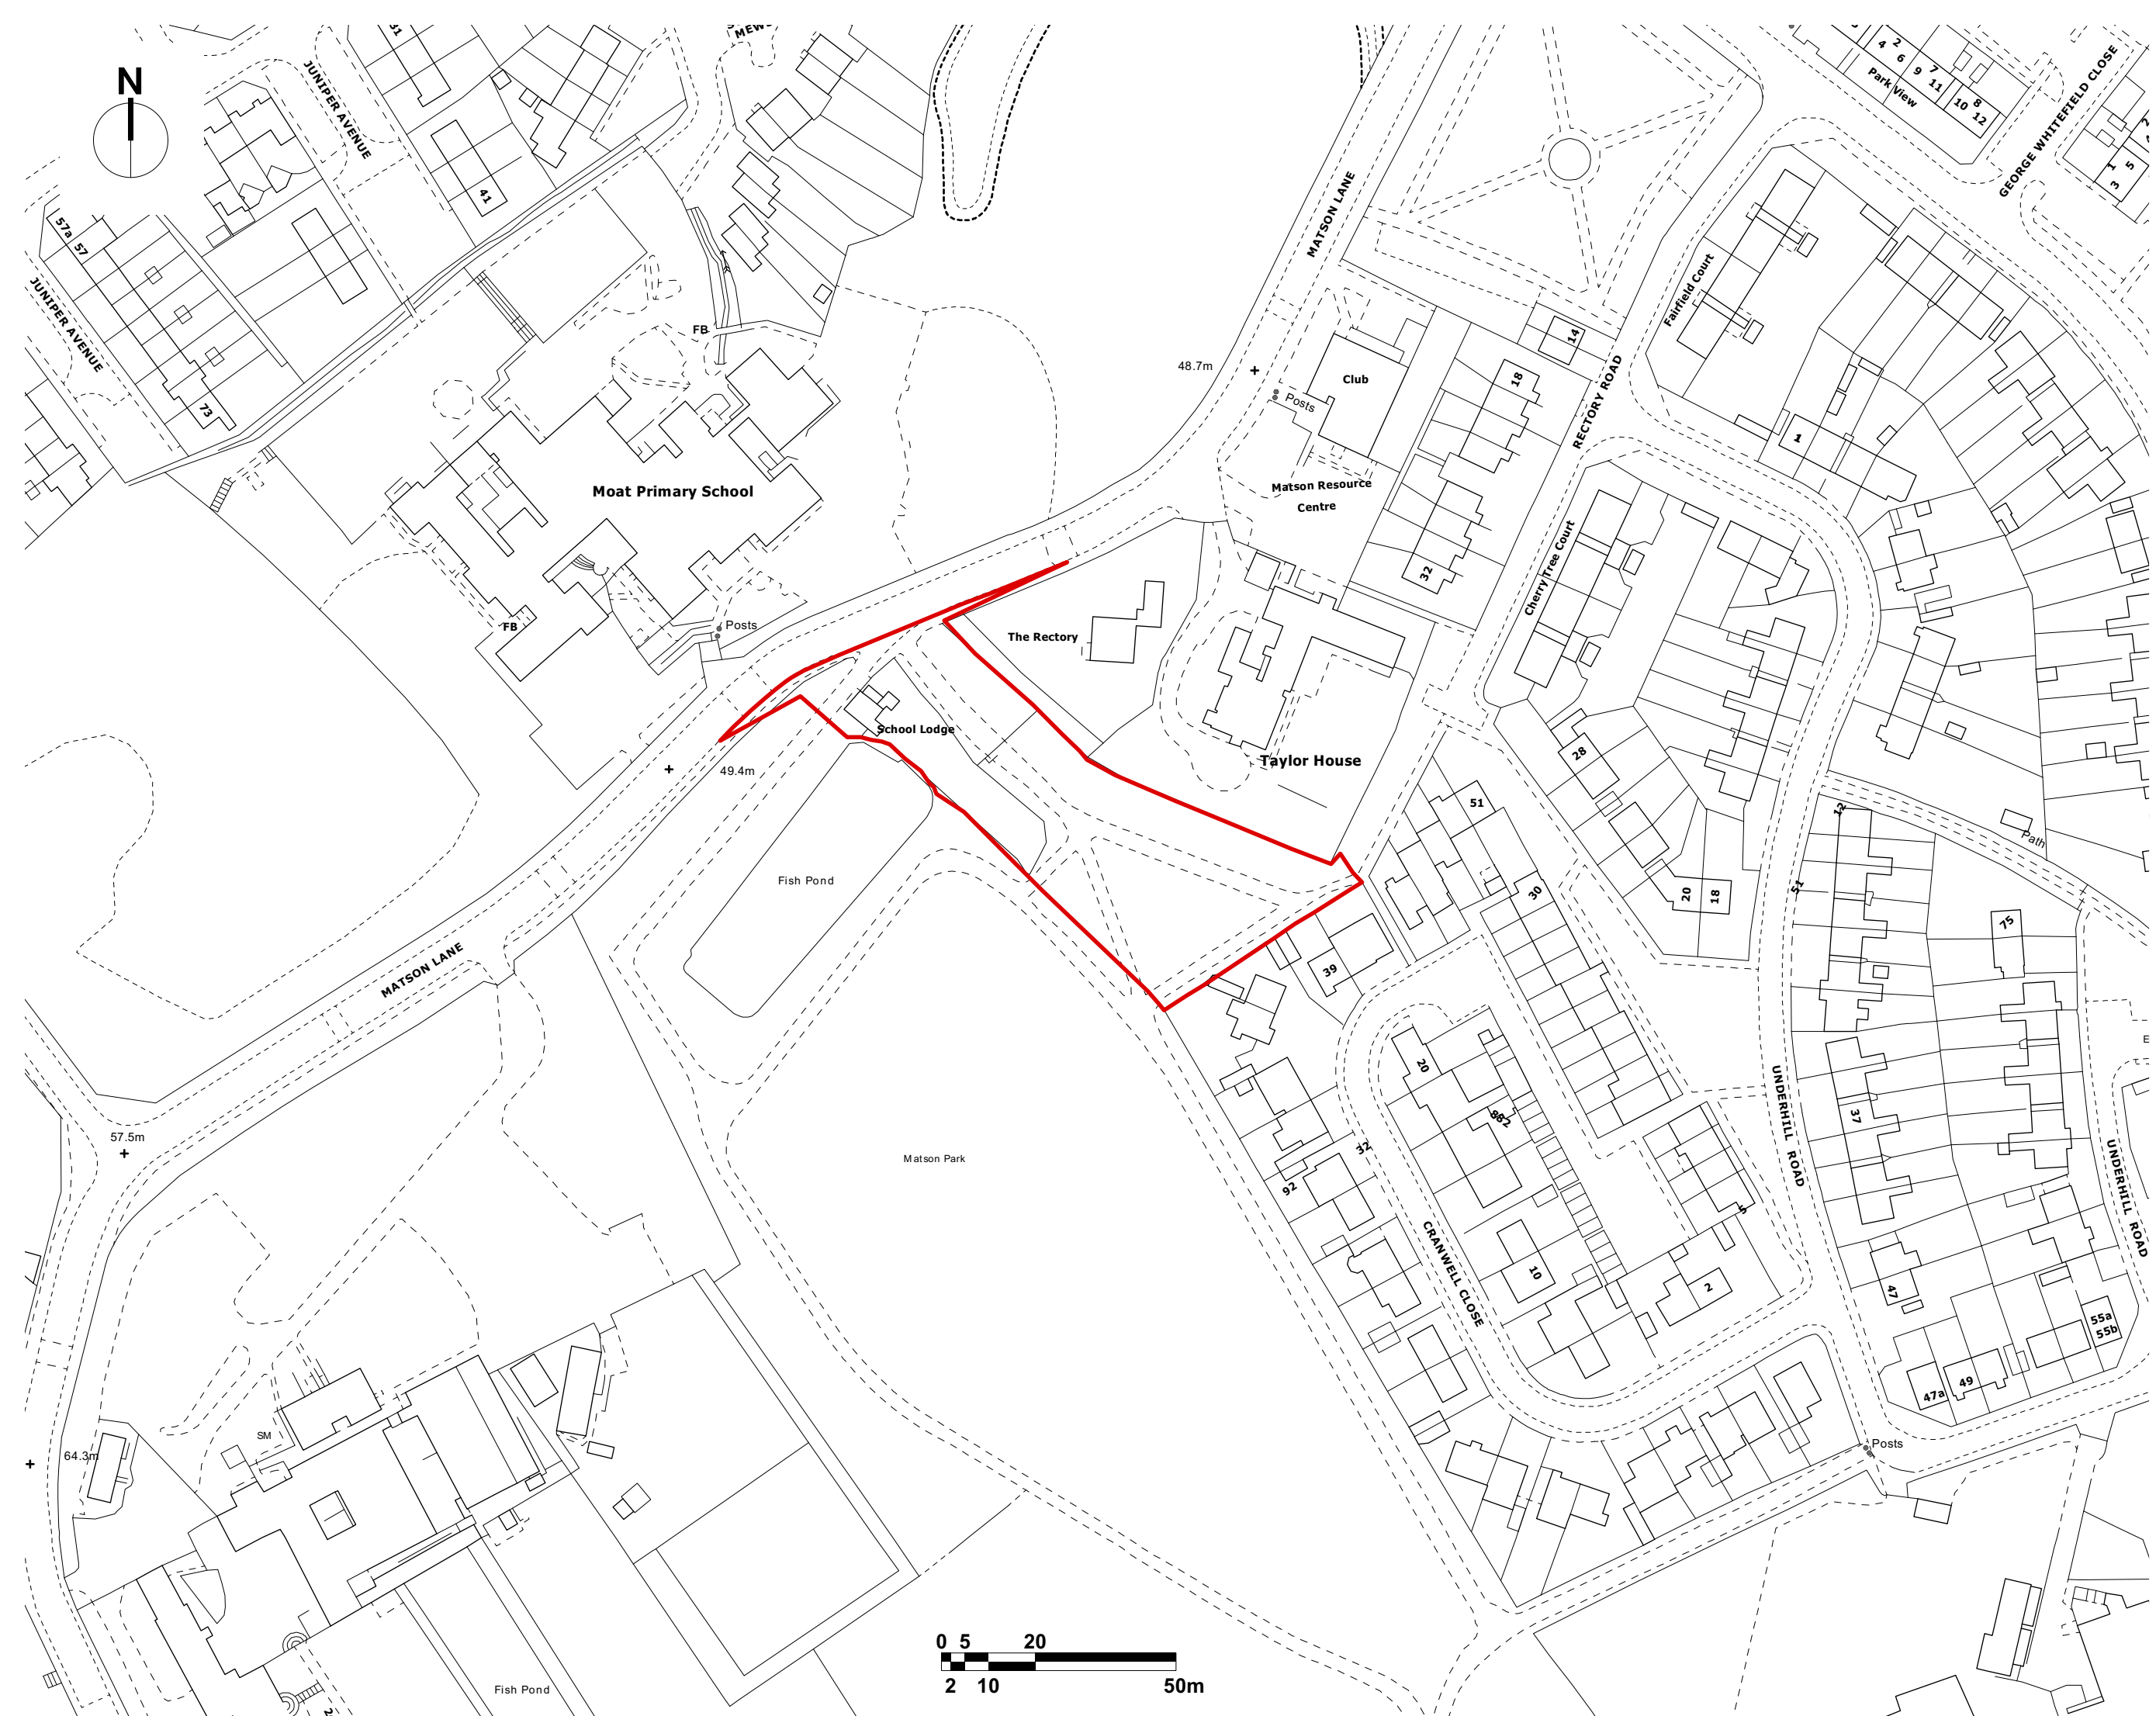 N
JUNIPER AVENUE
31
41
57a
57
JUNIPER AVENUE
73
FB
Moat Primary School
FB
Posts
MATSON LANE
48.7m
Posts
Club
Matson Resource
Centre
14
18
32
RECTORY ROAD
Fairfield Court
Park View
2
4
6
7
9
11
8
10
12
GEORGE WHITEFIELD CLOSE
1
3
5
2
1
Cherry Tree Court
The Rectory
School Lodge
Taylor House
49.4m
Fish Pond
MATSON LANE
57.5m
64.3m
SM
Matson Park
Fish Pond
28
20
18
51
30
39
12
51
Path
75
20
32
92
10
2
5
CRANWELL CLOSE
UNDERHILL ROAD
37
47
47a
49
55a
55b
UNDERHILL ROAD
Posts
0 5 20
2 10 50m